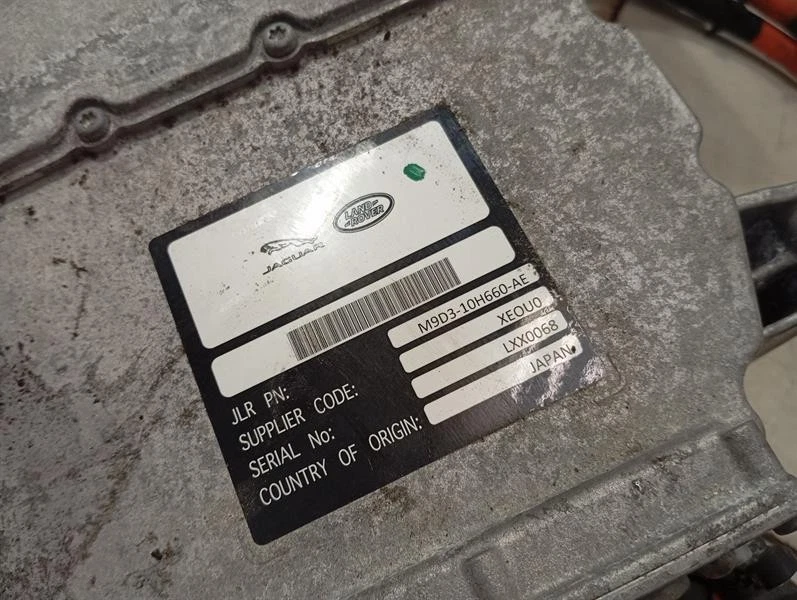 JAGUAR
LAND
ROVER
JLR PN: M9D3-10H660-AE
SUPPLIER CODE: XEOU0
SERIAL No: LXX0068
COUNTRY OF ORIGIN: JAPAN